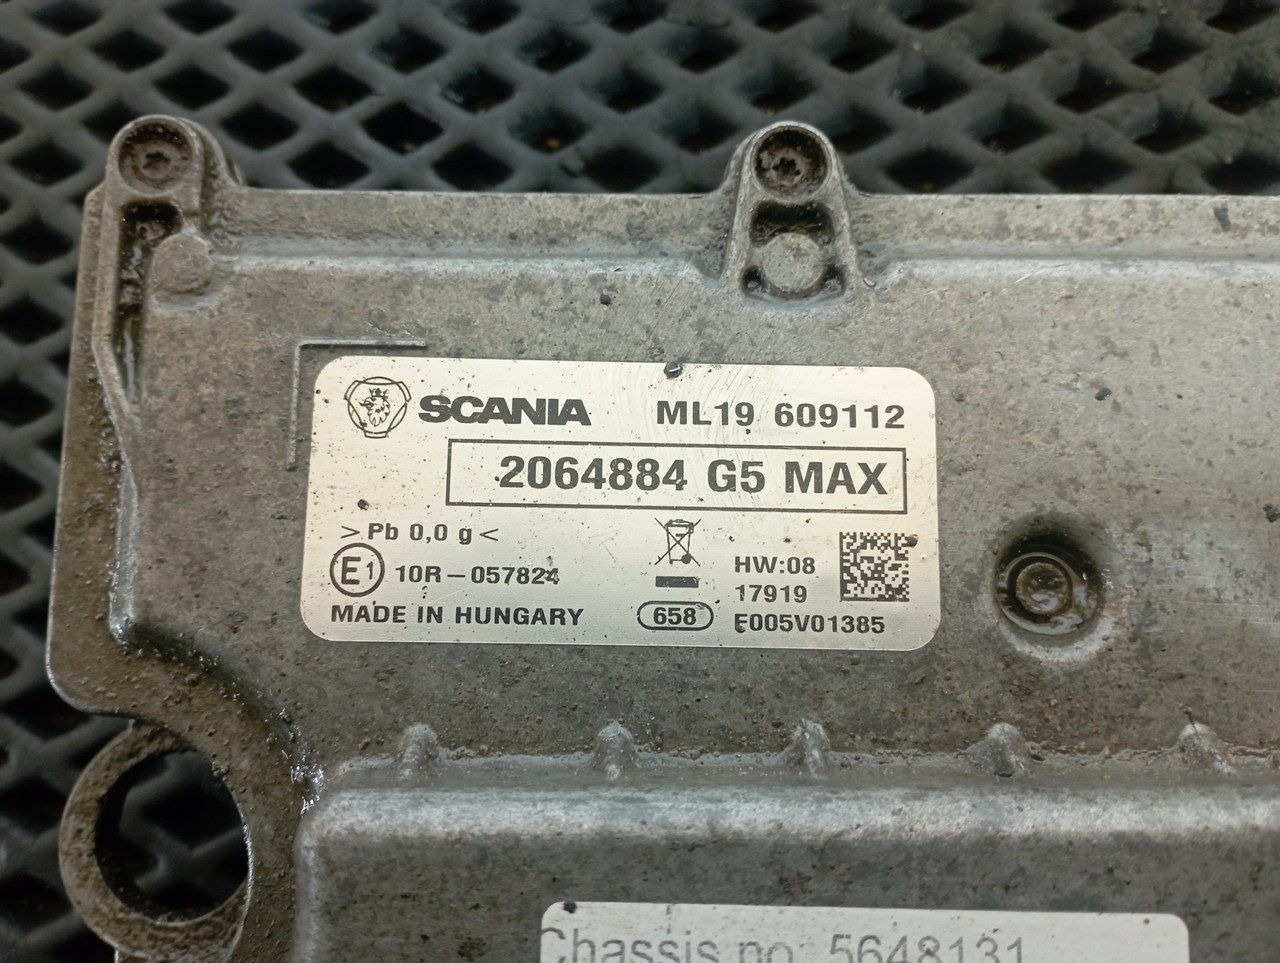 SCANIA ML19 609112
2064884 G5 MAX
>Pb 0,0 g<
E1 10R-057824
HW:08
17919
MADE IN HUNGARY 658 E005V01385
Chassis no 5648131